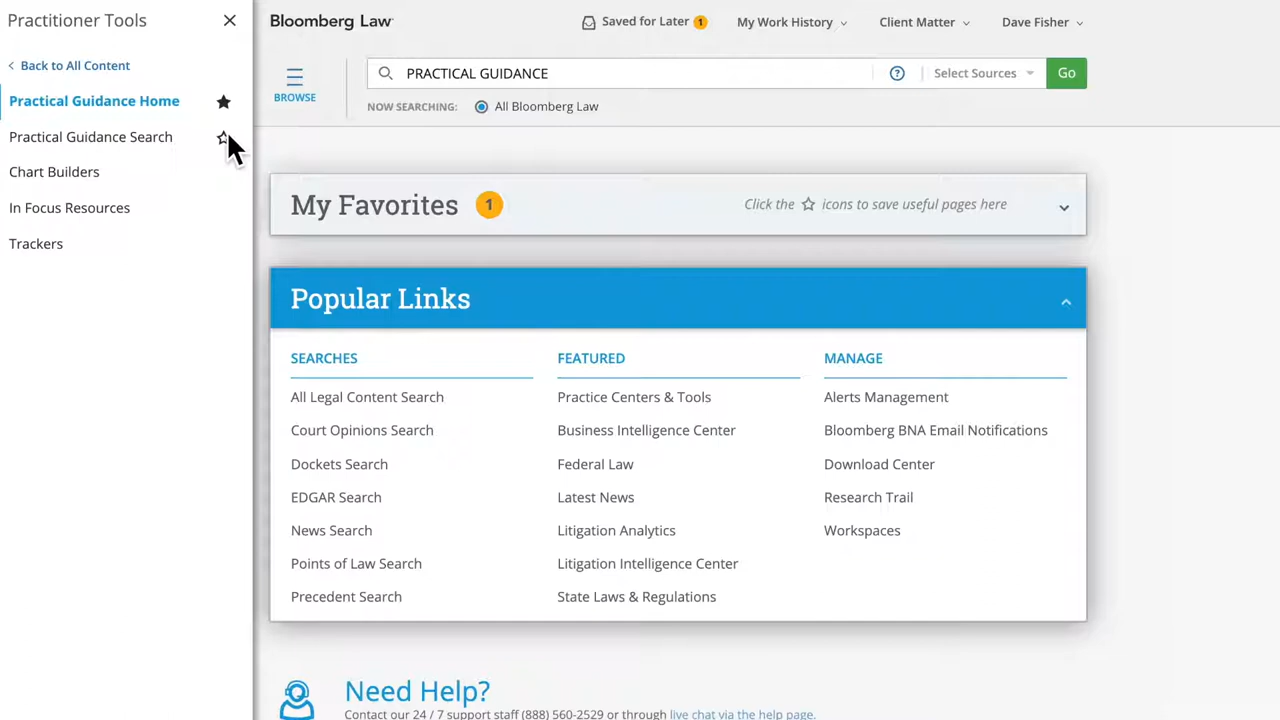 Practitioner Tools
Back to All Content
Practical Guidance Home
Practical Guidance Search
Chart Builders
In Focus Resources
Trackers
Bloomberg Law
Saved for Later 1
My Work History
Client Matter
Dave Fisher
BROWSE
PRACTICAL GUIDANCE
?
Select Sources
Go
NOW SEARCHING: All Bloomberg Law
My Favorites 1
Click the icons to save useful pages here
Popular Links
SEARCHES
All Legal Content Search
Court Opinions Search
Dockets Search
EDGAR Search
News Search
Points of Law Search
Precedent Search
FEATURED
Practice Centers & Tools
Business Intelligence Center
Federal Law
Latest News
Litigation Analytics
Litigation Intelligence Center
State Laws & Regulations
MANAGE
Alerts Management
Bloomberg BNA Email Notifications
Download Center
Research Trail
Workspaces
Need Help?
Contact our 24 / 7 support staff (888) 560-2529 or through live chat via the help page.